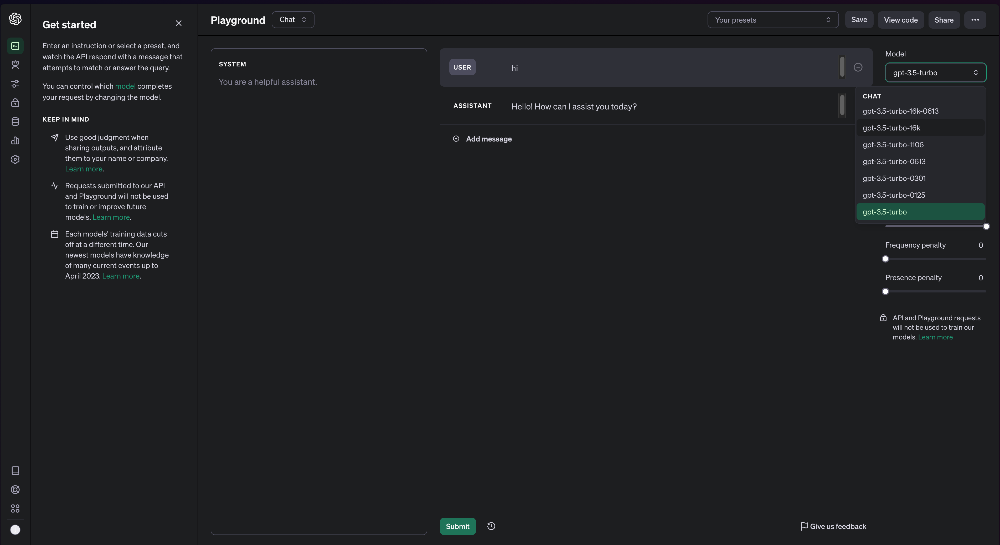 Get started
Enter an instruction or select a preset, and
watch the API respond with a message that
attempts to match or answer the query.
You can control which model completes
your request by changing the model.
KEEP IN MIND
Use good judgment when
sharing outputs, and attribute
them to your name or company.
Learn more.
Requests submitted to our API
and Playground will not be used
to train or improve future
models. Learn more.
Each models' training data cuts
off at a different time. Our
newest models have knowledge
of many current events up to
April 2023. Learn more.
Playground
Chat
Your presets
Save
View code
Share
SYSTEM
You are a helpful assistant.
USER
hi
ASSISTANT
Hello! How can I assist you today?
Add message
Submit
Give us feedback
Model
gpt-3.5-turbo
CHAT
gpt-3.5-turbo-16k-0613
gpt-3.5-turbo-16k
gpt-3.5-turbo-1106
gpt-3.5-turbo-0613
gpt-3.5-turbo-0301
gpt-3.5-turbo-0125
gpt-3.5-turbo
Frequency penalty 0
Presence penalty 0
API and Playground requests
will not be used to train our
models. Learn more